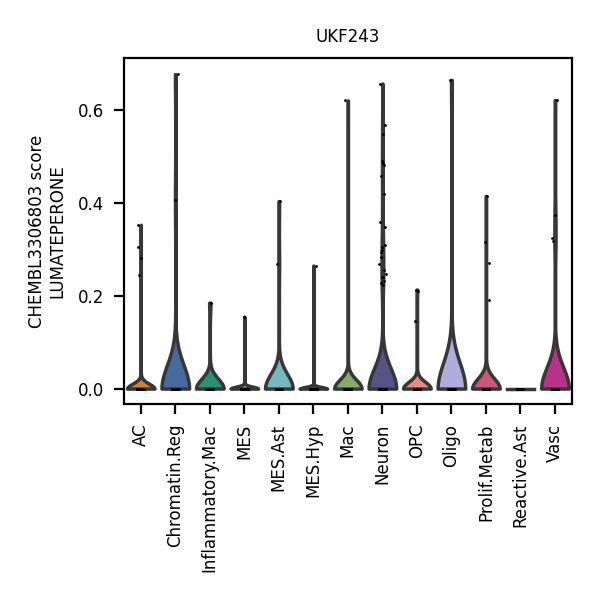 UKF243
CHEMBL3306803 score
LUMATEPERONE
0.6
0.4
0.2
0.0
AC
Chromatin.Reg
Inflammatory.Mac
MES
MES.Ast
MES.Hyp
Mac
Neuron
OPC
Oligo
Prolif.Metab
Reactive.Ast
Vasc